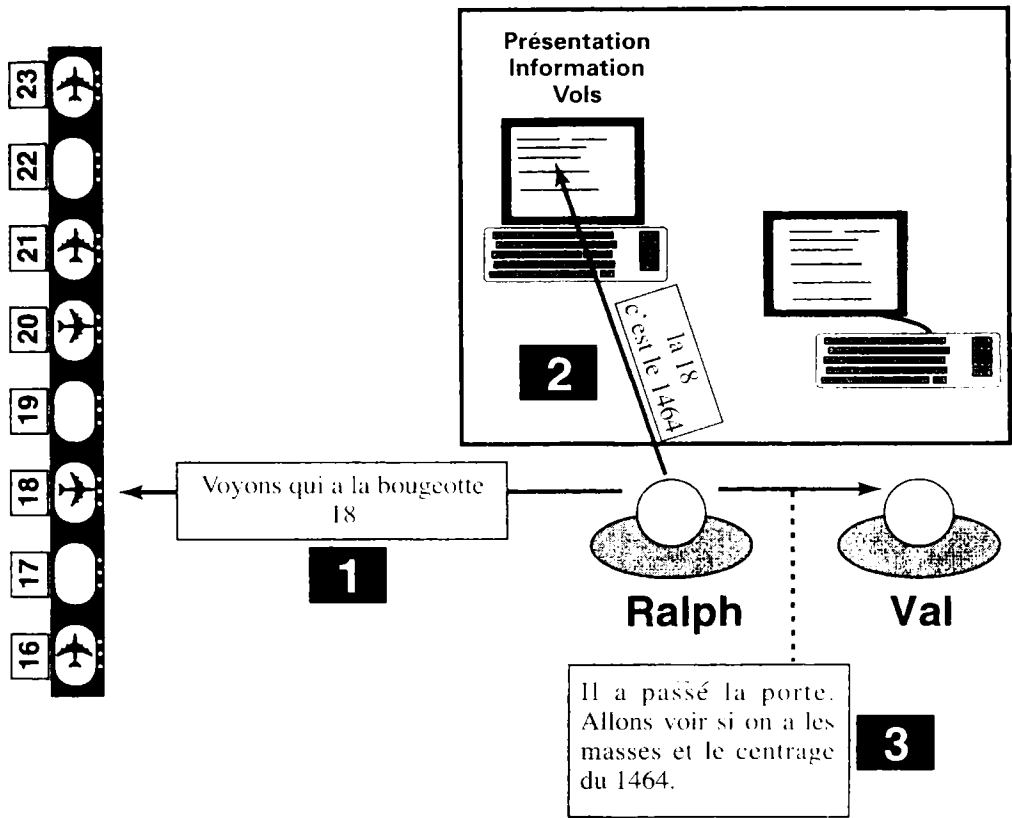 Présentation
Information
Vols
23
22
21
20
19
18
17
16
la 18
c'est le 1464
2
Voyons qui a la bougeotte
18
1
Ralph
Val
Il a passé la porte.
Allons voir si on a les
masses et le centrage
du 1464.
3